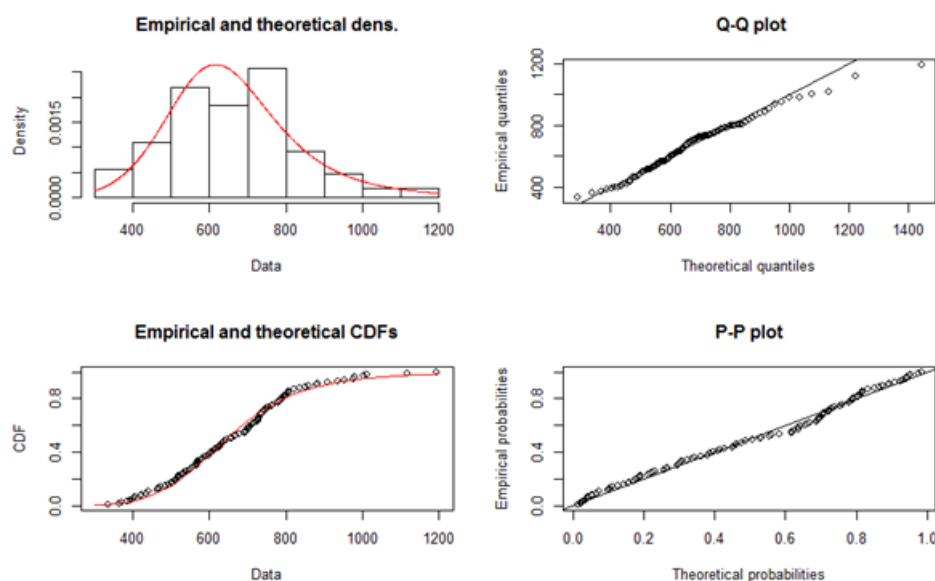 Empirical and theoretical dens.
Density
0.0000
0.0015
400
600
800
1000
1200
Data
Q-Q plot
Empirical quantiles
400
800
1200
400
600
800
1000
1200
1400
Theoretical quantiles
Empirical and theoretical CDFs
CDF
0.0
0.4
0.8
400
600
800
1000
1200
Data
P-P plot
Empirical probabilities
0.0
0.4
0.8
0.0
0.2
0.4
0.6
0.8
1.0
Theoretical probabilities